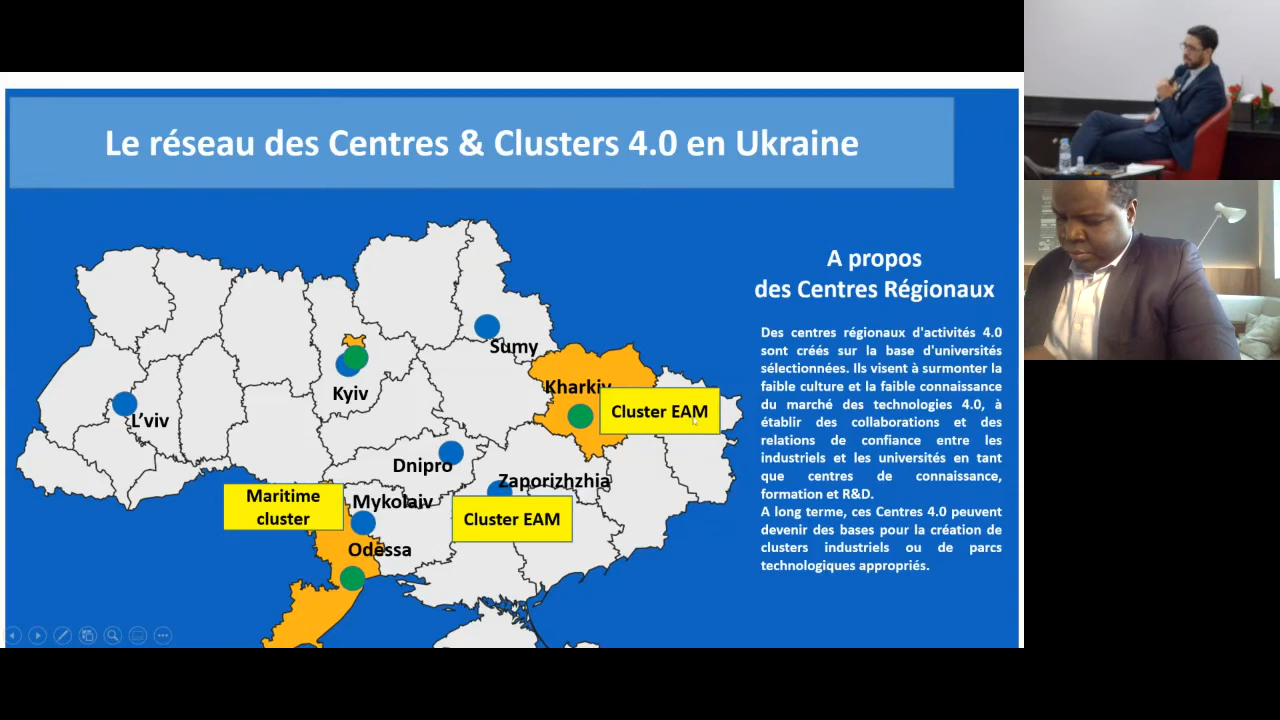 Le réseau des Centres & Clusters 4.0 en Ukraine
A propos
des Centres Régionaux
Des centres régionaux d'activités 4.0
sont créés sur la base d'universités
sélectionnées. Ils visent à surmonter la
faible culture et la faible connaissance
du marché des technologies 4.0, à
établir des collaborations et des
relations de confiance entre les
industriels et les universités en tant
que centres de connaissance,
formation et R&D.
A long terme, ces Centres 4.0 peuvent
devenir des bases pour la création de
clusters industriels ou de parcs
technologiques appropriés.
Sumy
Kyiv
Kharkiv
Cluster EAM
L'viv
Dnipro
Zaporizhzhia
Maritime
cluster
Mykolaiv
Cluster EAM
Odessa